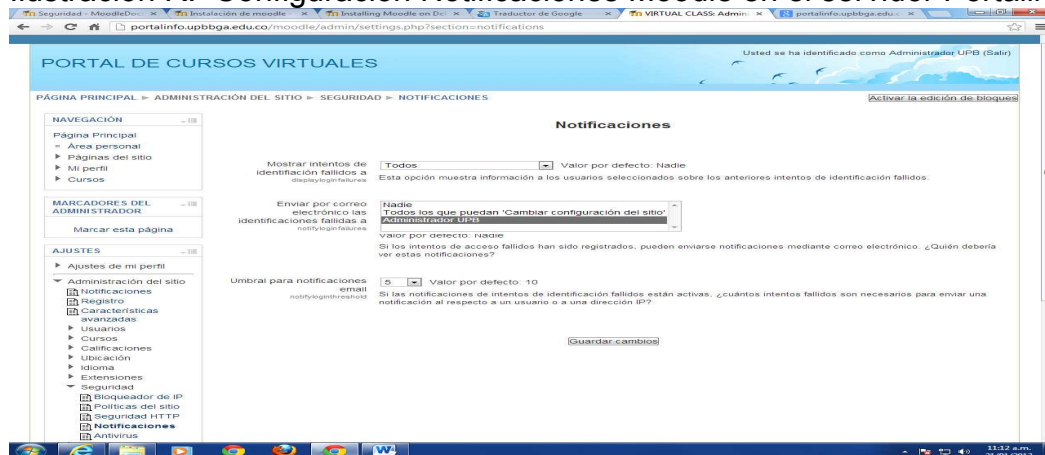 Seguridad - MoodleDoc
Instalación de moodle -
Installing Moodle on De
Traductor de Google
VIRTUAL CLASS: Admin:
portalinfo.upbbga.edu.c
portalinfo.upbbga.edu.co/moodle/admin/settings.php?section=notifications
Usted se ha identificado como Administrador UPB (Salir)
PORTAL DE CURSOS VIRTUALES
PÁGINA PRINCIPAL ► ADMINISTRACIÓN DEL SITIO ► SEGURIDAD ► NOTIFICACIONES
Activar la edición de bloques
NAVEGACIÓN
Página Principal
Área personal
Páginas del sitio
Mi perfil
Cursos
MARCADORES DEL
ADMINISTRADOR
Marcar esta página
AJUSTES
Ajustes de mi perfil
Administración del sitio
Notificaciones
Registro
Características
avanzadas
Usuarios
Cursos
Calificaciones
Ubicación
Idioma
Extensiones
Seguridad
Bloqueador de IP
Políticas del sitio
Seguridad HTTP
Notificaciones
Antivirus
Notificaciones
Mostrar intentos de
identifiación fallidos a
displayloginfailures
Todos
Valor por defecto: Nadie
Esta opción muestra información a los usuarios seleccionados sobre los anteriores intentos de identificación fallidos.
Enviar por correo
electrónico las
identificaciones fallidas a
notifyloginfailures
Nadie
Todos los que puedan 'Cambiar configuración del sitio'
Administrador UPB
Valor por defecto: Nadie
Si los intentos de acceso fallidos han sido registrados, pueden enviarse notificaciones mediante correo electrónico. ¿Quién debería
ver estas notificaciones?
Umbral para notificaciones
email
notifyloginthreshold
5
Valor por defecto: 10
Si las notificaciones de intentos de identificación fallidos están activas, ¿cuántos intentos fallidos son necesarios para enviar una
notificación al respecto a un usuario o a una dirección IP?
Guardar cambios
11:12 a.m.